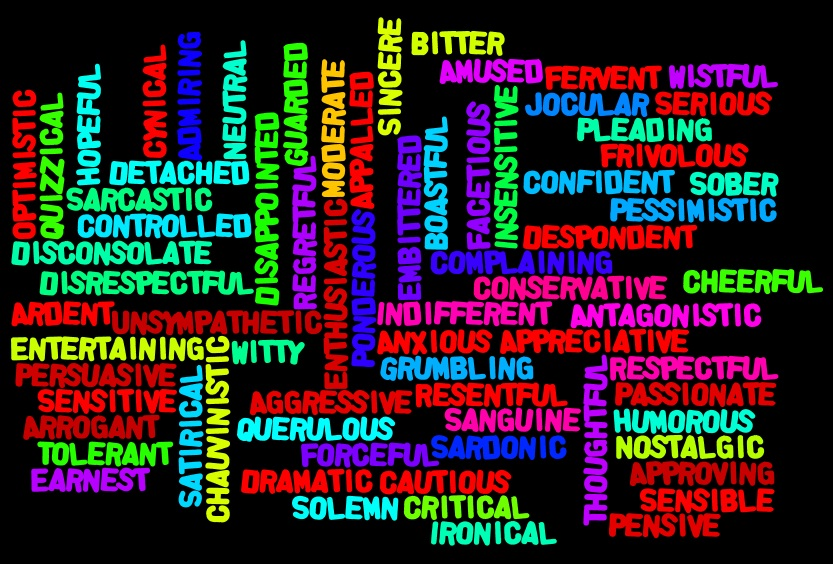 SINCERE
BITTER
AMUSED
FERVENT
WISTFUL
OPTIMISTIC
QUIZZICAL
HOPEFUL
CYNICAL
ADMIRING
NEUTRAL
DISAPPOINTED
GUARDED
MODERATE
APPALLED
JOCULAR
SERIOUS
PLEADING
FRIVOLOUS
CONFIDENT
SOBER
PESSIMISTIC
DESPONDENT
DETACHED
SARCASTIC
CONTROLLED
DISCONSOLATE
DISRESPECTFUL
REGRETFUL
ENTHUSIASTIC
PONDEROUS
EMBITTERED
BOASTFUL
FACETIOUS
INSENSITIVE
COMPLAINING
CONSERVATIVE
CHEERFUL
ARDENT
UNSYMPATHETIC
INDIFFERENT
ANTAGONISTIC
ENTERTAINING
WITTY
ANXIOUS
APPRECIATIVE
PERSUASIVE
GRUMBLING
RESPECTFUL
SENSITIVE
SATIRICAL
CHAUVINISTIC
AGGRESSIVE
RESENTFUL
THOUGHTFUL
PASSIONATE
ARROGANT
QUERULOUS
SANGUINE
HUMOROUS
TOLERANT
FORCEFUL
SARDONIC
NOSTALGIC
EARNEST
DRAMATIC
CAUTIOUS
APPROVING
SOLEMN
CRITICAL
SENSIBLE
IRONICAL
PENSIVE